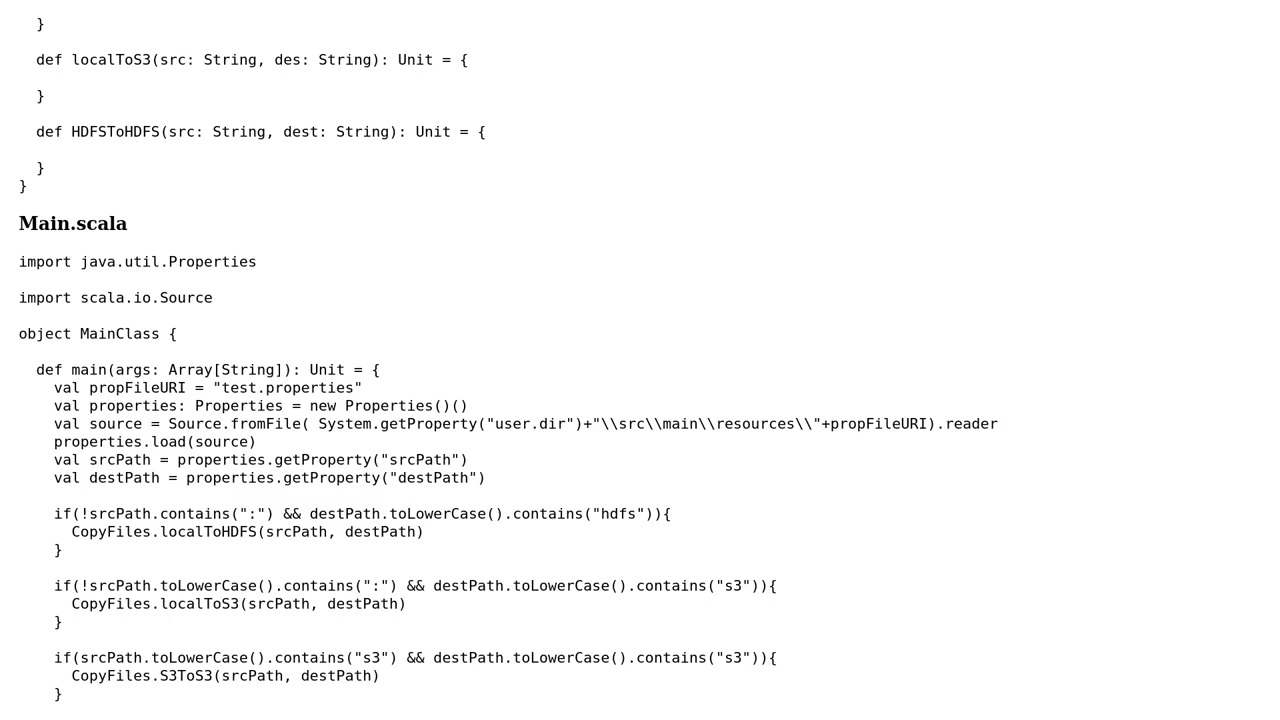 }
def localToS3(src: String, des: String): Unit = {
}
def HDFSToHDFS(src: String, dest: String): Unit = {
}
}
Main.scala
import java.util.Properties
import scala.io.Source
object MainClass {
def main(args: Array[String]): Unit = {
val propFileURI = "test.properties"
val properties: Properties = new Properties()()
val source = Source.fromFile( System.getProperty("user.dir")+"\\src\\main\\resources\\"+propFileURI).reader
properties.load(source)
val srcPath = properties.getProperty("srcPath")
val destPath = properties.getProperty("destPath")
if(!srcPath.contains(":") && destPath.toLowerCase().contains("hdfs")){
CopyFiles.localToHDFS(srcPath, destPath)
}
if(!srcPath.toLowerCase().contains(":") && destPath.toLowerCase().contains("s3")){
CopyFiles.localToS3(srcPath, destPath)
}
if(srcPath.toLowerCase().contains("s3") && destPath.toLowerCase().contains("s3")){
CopyFiles.S3ToS3(srcPath, destPath)
}